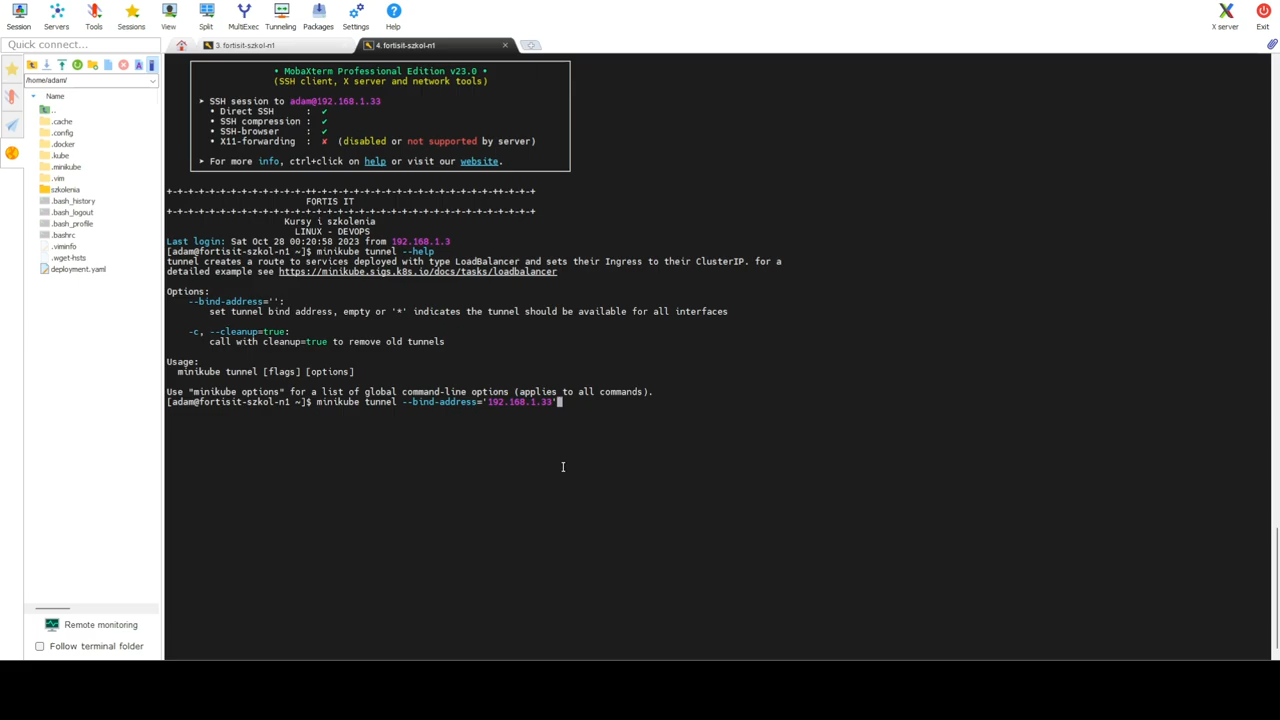 Session Servers Tools Sessions View Split MultiExec Tunneling Packages Settings Help X server Exit
Quick connect...
3. fortisit-szkol-n1
4. fortisit-szkol-n1
/home/adam/
Name
..
.cache
.config
.docker
.kube
.minikube
.vim
szkolenia
.bash_history
.bash_logout
.bash_profile
.bashrc
.viminfo
.wget-hsts
deployment.yaml
Remote monitoring
Follow terminal folder
• MobaXterm Professional Edition v23.0 •
(SSH client, X server and network tools)
➤ SSH session to adam@192.168.1.33
• Direct SSH : ✔
• SSH compression : ✔
• SSH-browser : ✔
• X11-forwarding : ✘ (disabled or not supported by server)
➤ For more info, ctrl+click on help or visit our website.
+-+-+-+-+-+-+-+-+-+-+-+-+-++-+-+-+-+-+-+-+-+-+-+-+-+-+-+-++-+-+-+
FORTIS IT
+-+-+-+-+-+-+-+-+-+-+-+-+-+-+-+-+-+-+-+-+-+-+-+-+-+-+-+-+-+-+-+-+
Kursy i szkolenia
LINUX - DEVOPS
Last login: Sat Oct 28 00:20:58 2023 from 192.168.1.3
[adam@fortisit-szkol-n1 ~]$ minikube tunnel --help
tunnel creates a route to services deployed with type LoadBalancer and sets their Ingress to their ClusterIP. for a
detailed example see https://minikube.sigs.k8s.io/docs/tasks/loadbalancer
Options:
--bind-address='':
set tunnel bind address, empty or '*' indicates the tunnel should be available for all interfaces
-c, --cleanup=true:
call with cleanup=true to remove old tunnels
Usage:
minikube tunnel [flags] [options]
Use "minikube options" for a list of global command-line options (applies to all commands).
[adam@fortisit-szkol-n1 ~]$ minikube tunnel --bind-address='192.168.1.33'